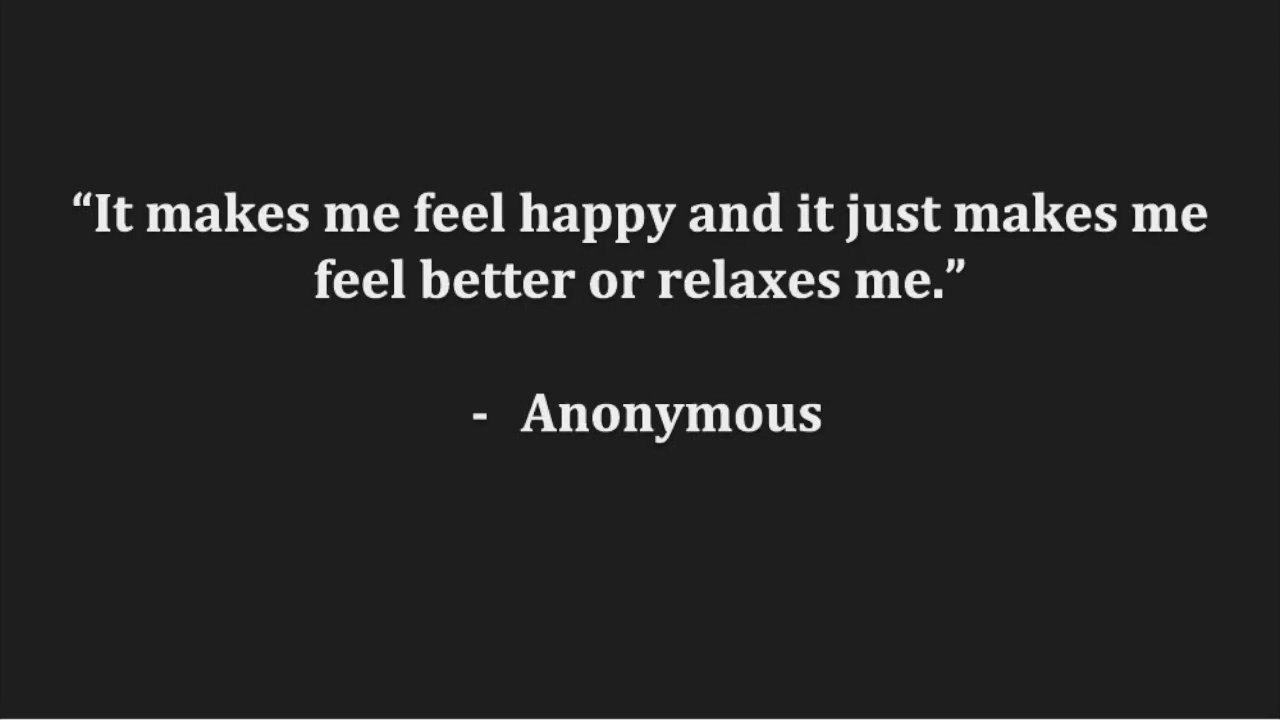 “It makes me feel happy and it just makes me
feel better or relaxes me.”
- Anonymous